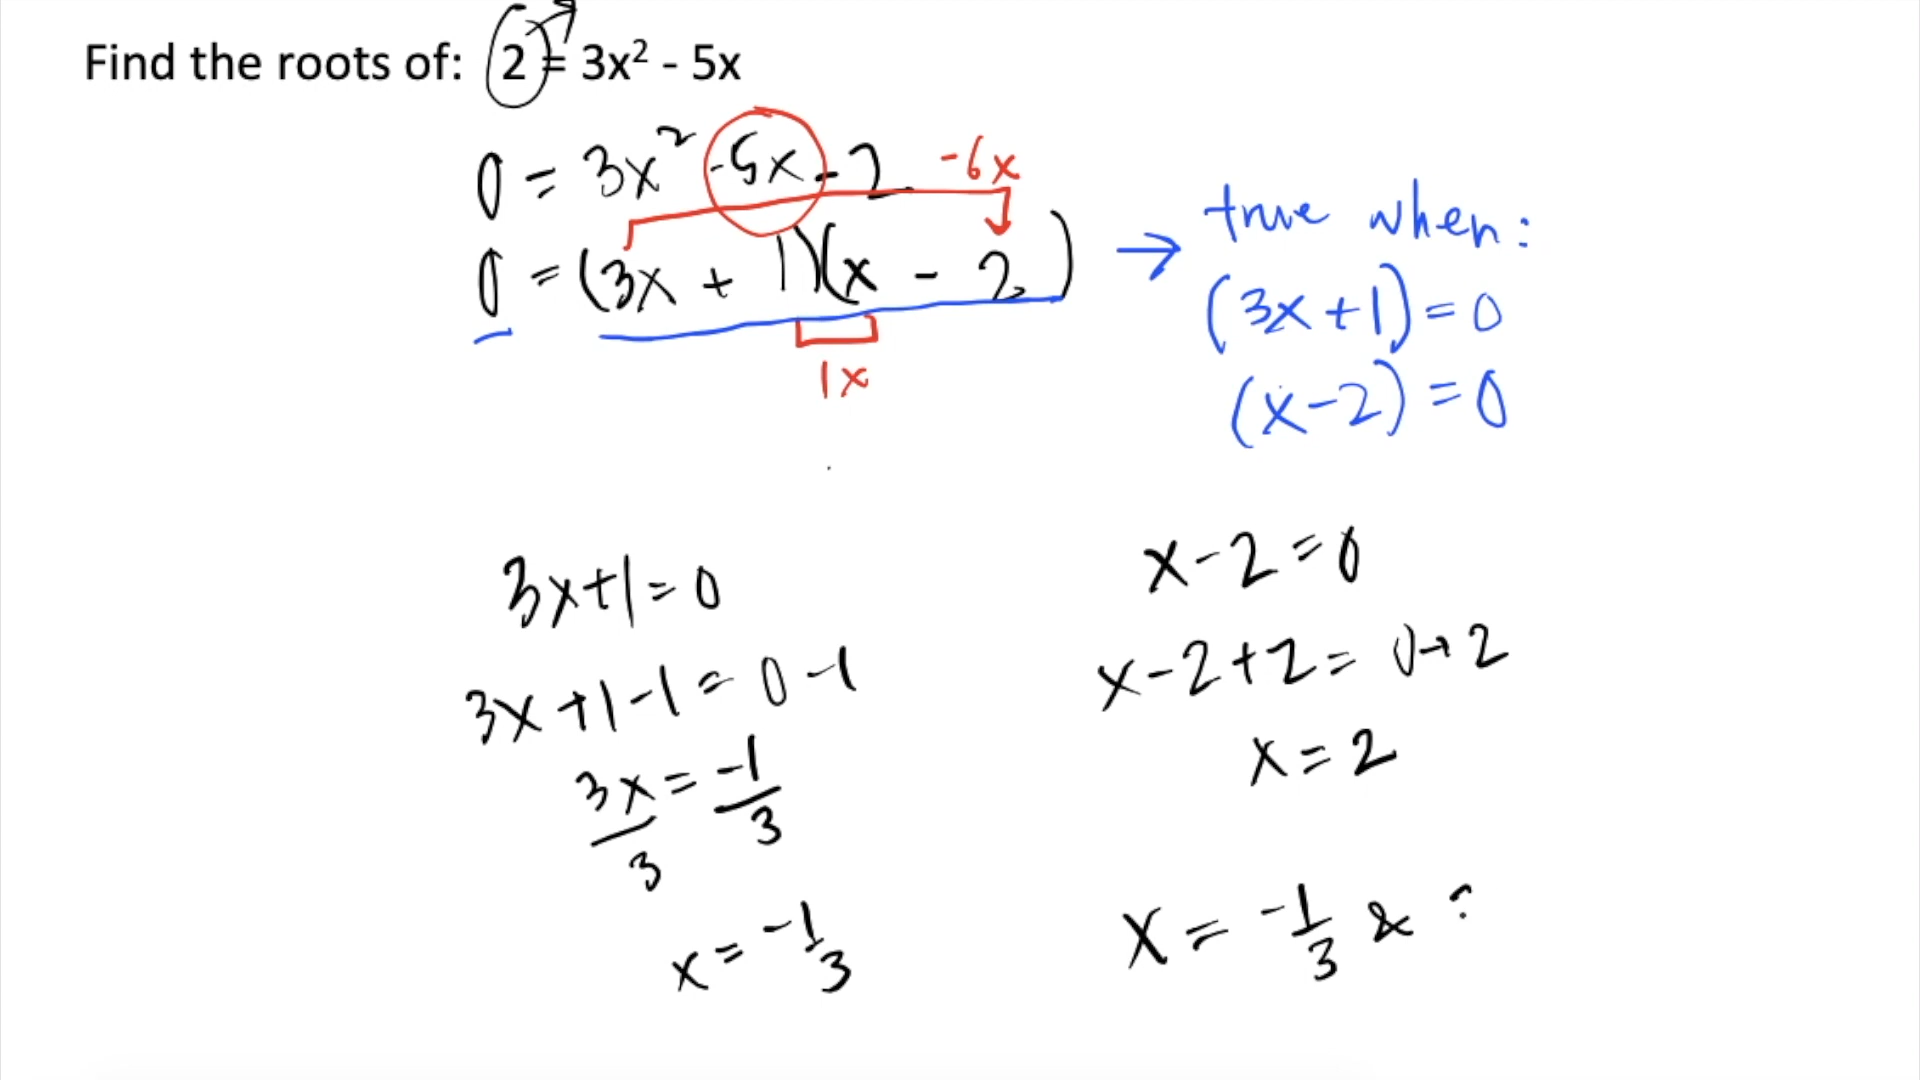 Find the roots of: 2 = 3x² - 5x
0 = 3x² -5x - 2
-6x
0 = (3x + 1)(x - 2)
1x
→ true when:
(3x+1)=0
(x-2)=0
3x+1=0
3x+1-1=0-1
3x/3=-1/3
x=-1/3
x-2=0
x-2+2=0+2
x=2
x=-1/3 &